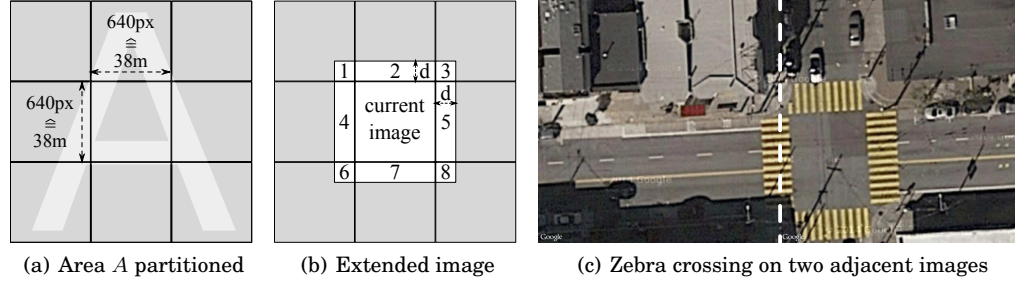 640px
≙
38m
640px
≙
38m
A
(a) Area A partitioned
1 2 d 3
d
4 current image 5
6 7 8
(b) Extended image
Google
Google
Google
(c) Zebra crossing on two adjacent images